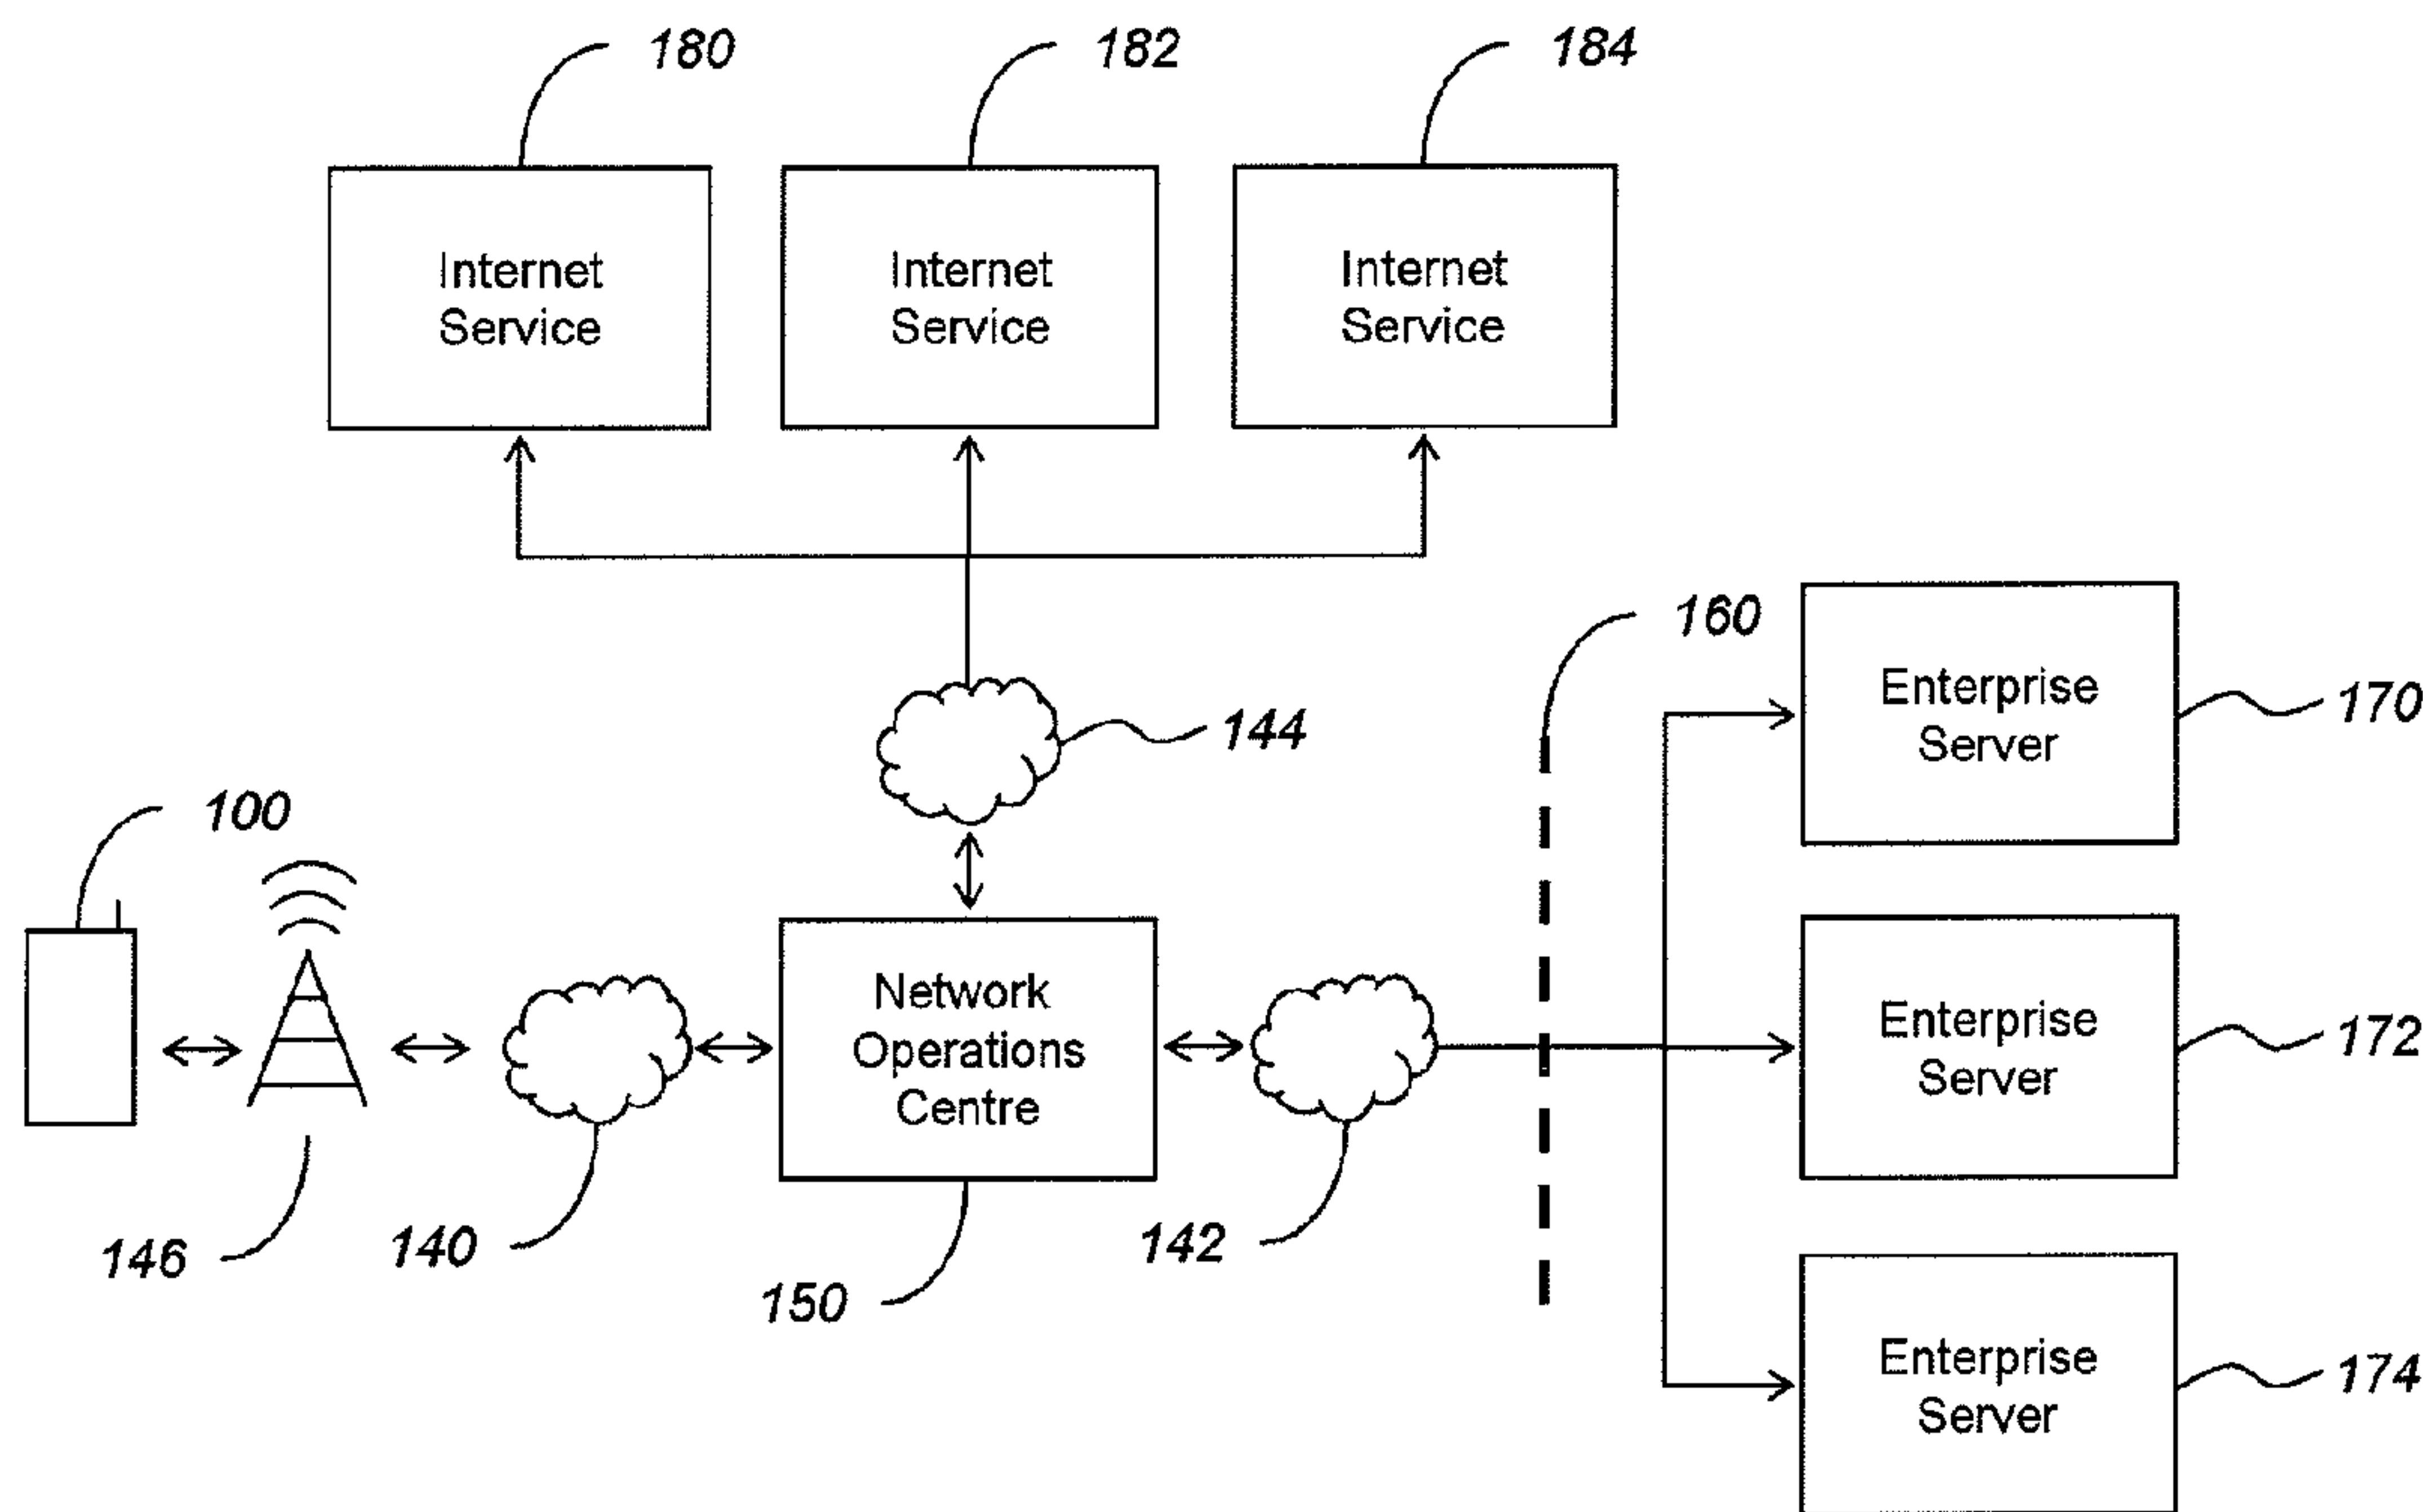 180
182
184
Internet
Service
Internet
Service
Internet
Service
160
Enterprise
Server
170
144
100
Network
Operations
Centre
Enterprise
Server
172
146
140
150
142
Enterprise
Server
174